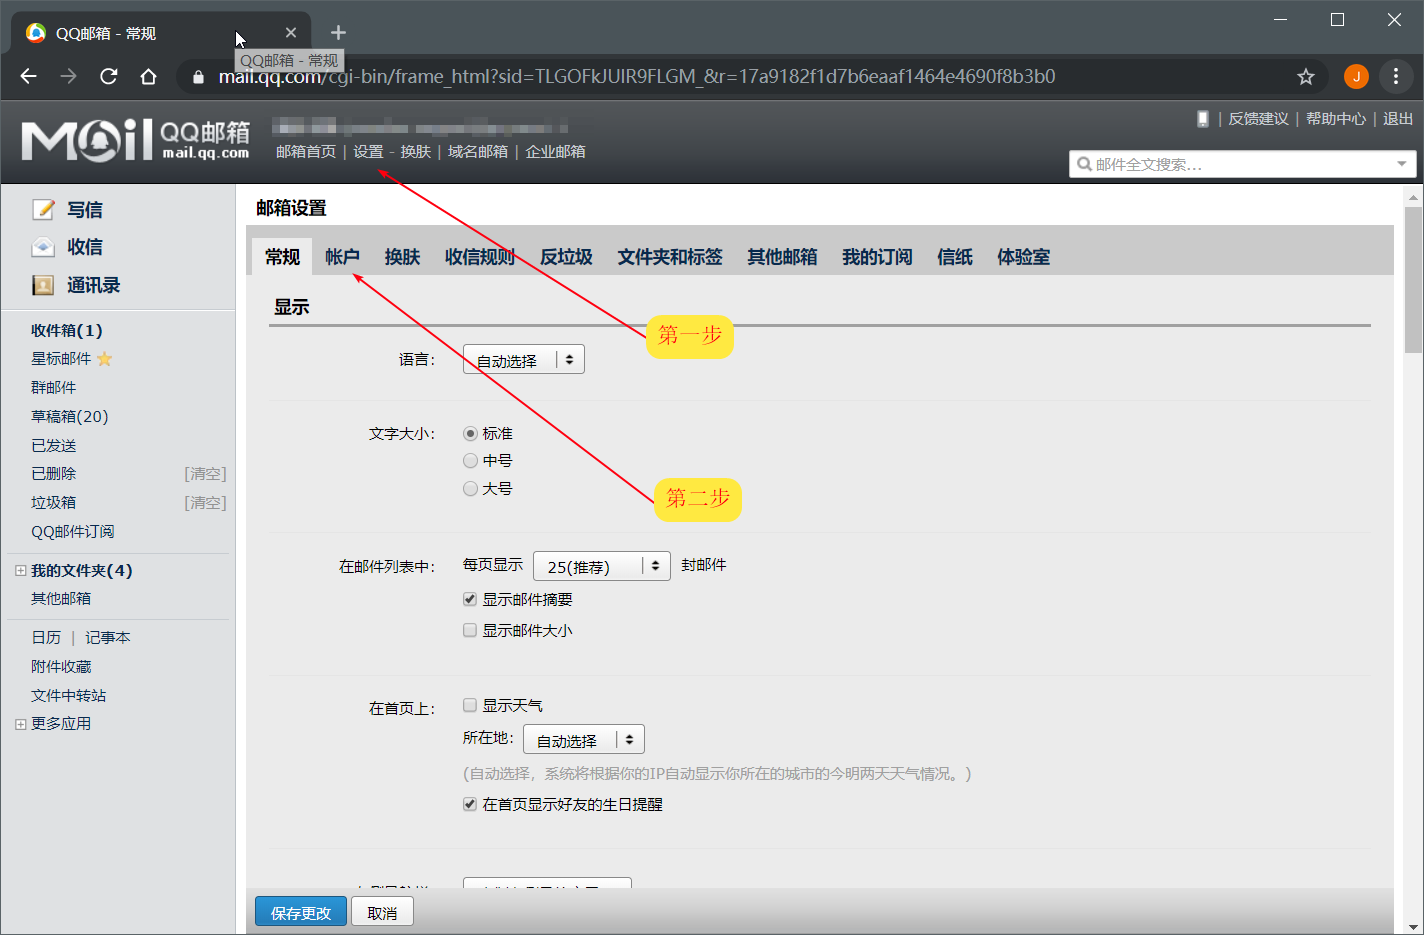 QQ邮箱 - 常规
QQ邮箱 - 常规
mail.qq.com/cgi-bin/frame_html?sid=TLGOFkJUIR9FLGM_&r=17a9182f1d7b6eaaf1464e4690f8b3b0
J
Mail QQ邮箱
mail.qq.com
邮箱首页 | 设置 - 换肤 | 域名邮箱 | 企业邮箱
| 反馈建议 | 帮助中心 | 退出
邮件全文搜索...
写信
收信
通讯录
收件箱(1)
星标邮件
群邮件
草稿箱(20)
已发送
已删除 [清空]
垃圾箱 [清空]
QQ邮件订阅
我的文件夹(4)
其他邮箱
日历 | 记事本
附件收藏
文件中转站
更多应用
邮箱设置
常规 帐户 换肤 收信规则 反垃圾 文件夹和标签 其他邮箱 我的订阅 信纸 体验室
显示
第一步
语言: 自动选择
文字大小: 标准
中号
大号
第二步
在邮件列表中: 每页显示 25(推荐) 封邮件
显示邮件摘要
显示邮件大小
在首页上: 显示天气
所在地: 自动选择
(自动选择，系统将根据你的IP自动显示你所在的城市的今明两天天气情况。)
在首页显示好友的生日提醒
保存更改 取消